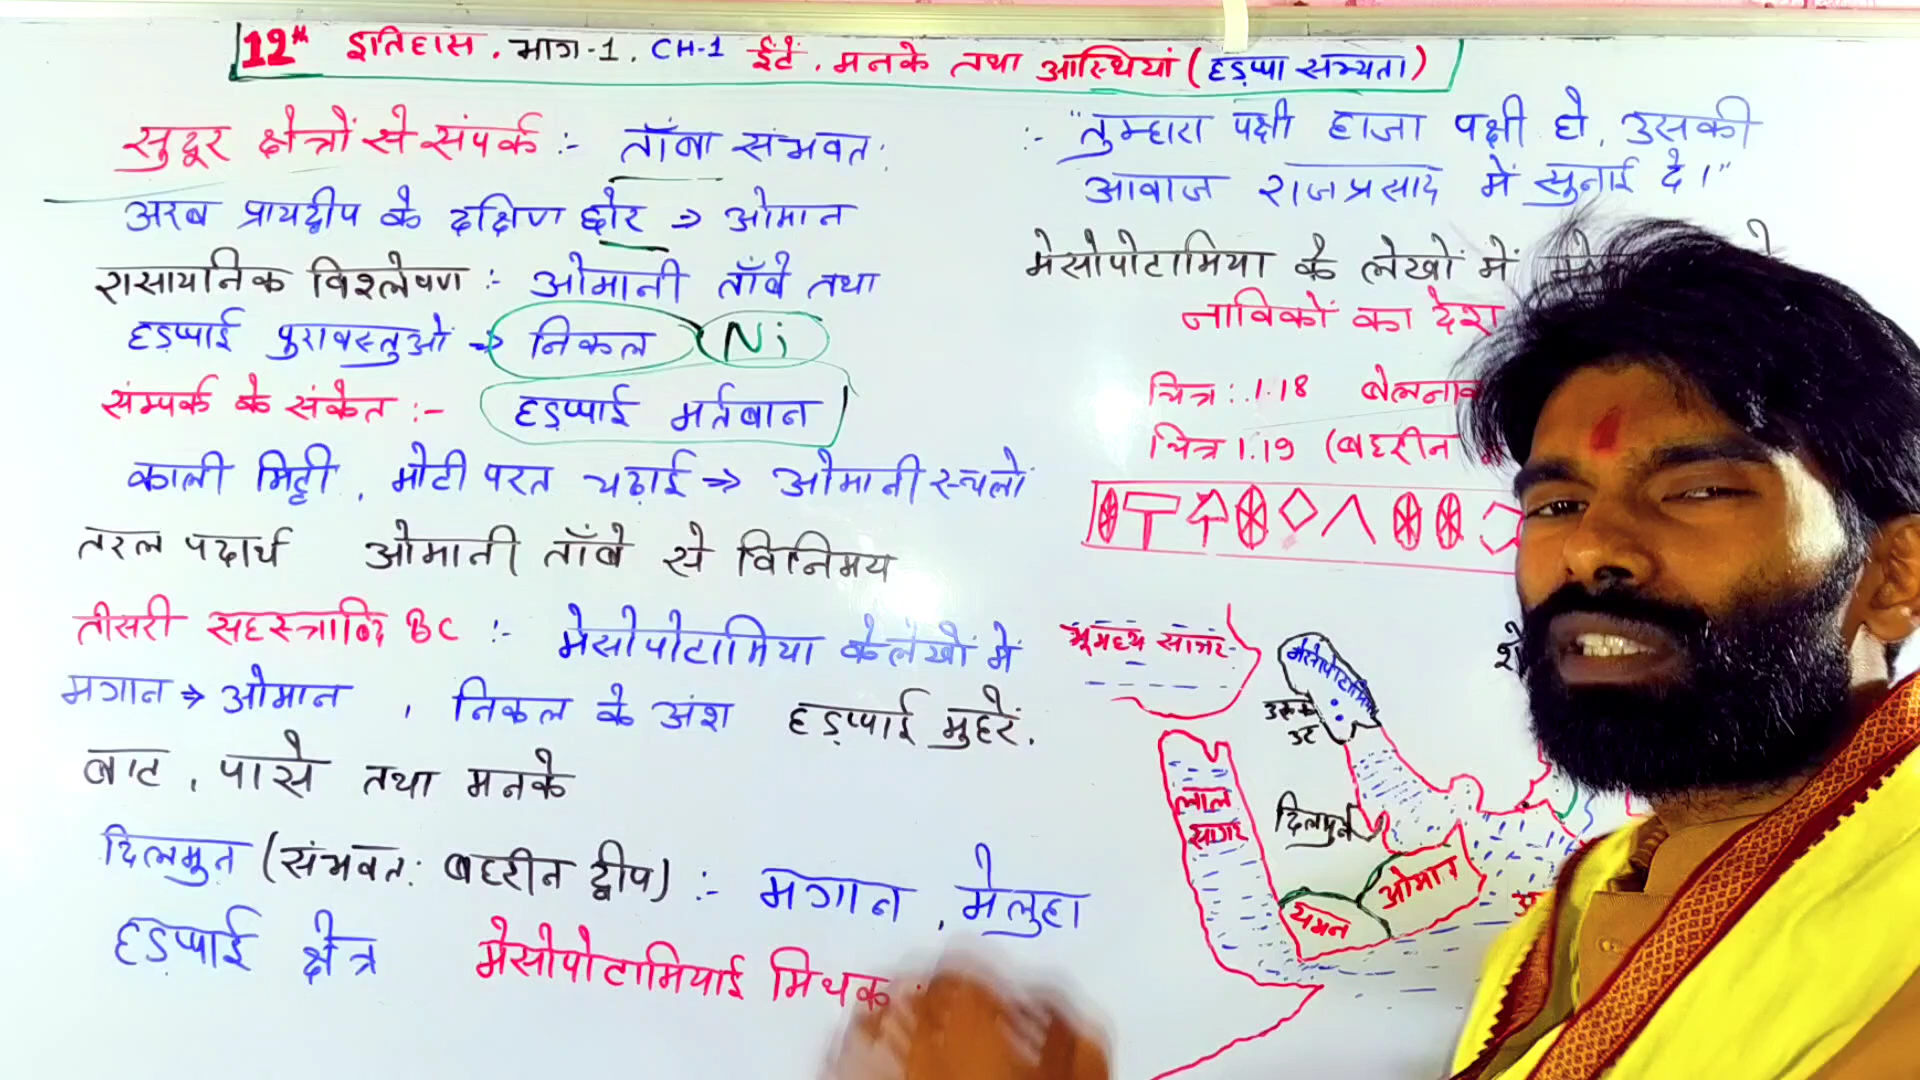 12th इतिहास. भाग-1. CH-1 ईंटें. मनके तथा अस्थियां (हड़प्पा सभ्यता)
सुदूर क्षेत्रों से संपर्क :- ताँबा संभवत:
अरब प्रायद्वीप के दक्षिण छोर ⇒ ओमान
रासायनिक विश्लेषण :- ओमानी ताँबे तथा
हड़प्पाई पुरावस्तुओ → निकल Ni
संम्पर्क के संकेत :- हड़प्पाई मर्तबान
काली मिट्टी, मोटी परत चढ़ाई ⇒ ओमानी स्थलो
तरल पदार्थ ओमानी ताँबे से विनिमय
तीसरी सहस्त्राब्दि BC :- मेसोपोटामिया के लेखों में
मगान → ओमान , निकल के अंश हड़प्पाई मुहरें.
बाट, पासे तथा मनके
दिलमुन (संभवत: बहरीन द्वीप) :- मगान, मेलुहा
हड़प्पाई क्षेत्र मेसोपोटामियाई मिथक
:- "तुम्हारा पक्षी हाजा पक्षी हो, उसकी
आवाज राजप्रसाद में सुनाई दे।"
मेसोपोटामिया के लेखों में
नाविकों का देश
चित्र:.1.18
चित्र 1.19 (बहरीन
भूमध्य सागर
मेसोपोटामिया
उर
लाल
सागर
दिलमुन
ओमान
यमन